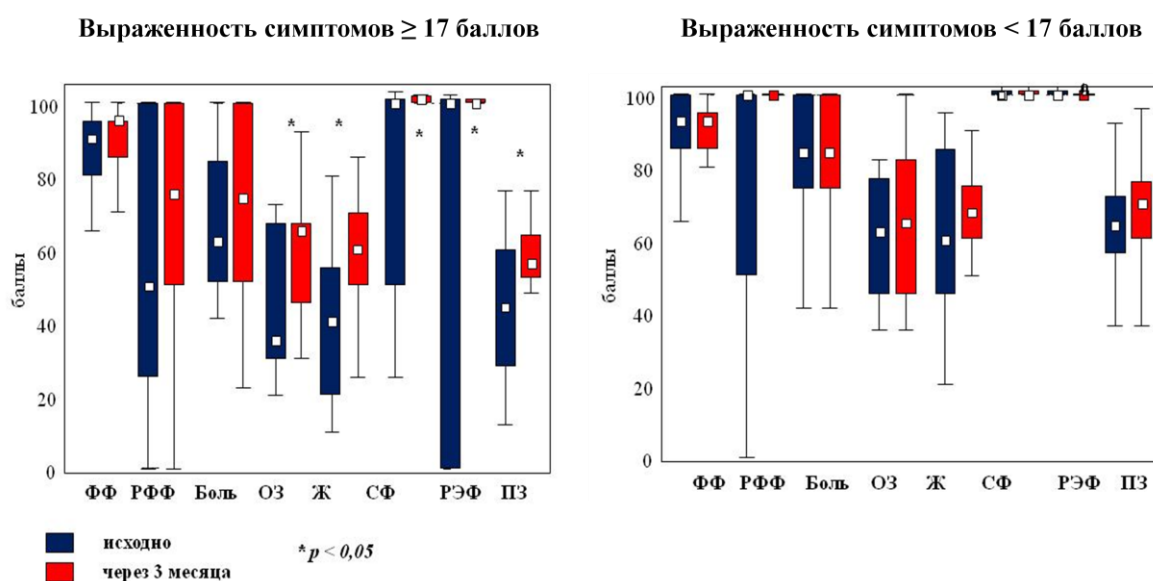 Выраженность симптомов ≥ 17 баллов
100
80
60
40
20
0
баллы
* * * * *
ФФ РФФ Боль ОЗ Ж СФ РЭФ ПЗ
исходно
через 3 месяца
* p < 0,05
Выраженность симптомов < 17 баллов
100
80
60
40
20
0
баллы
ФФ РФФ Боль ОЗ Ж СФ РЭФ ПЗ